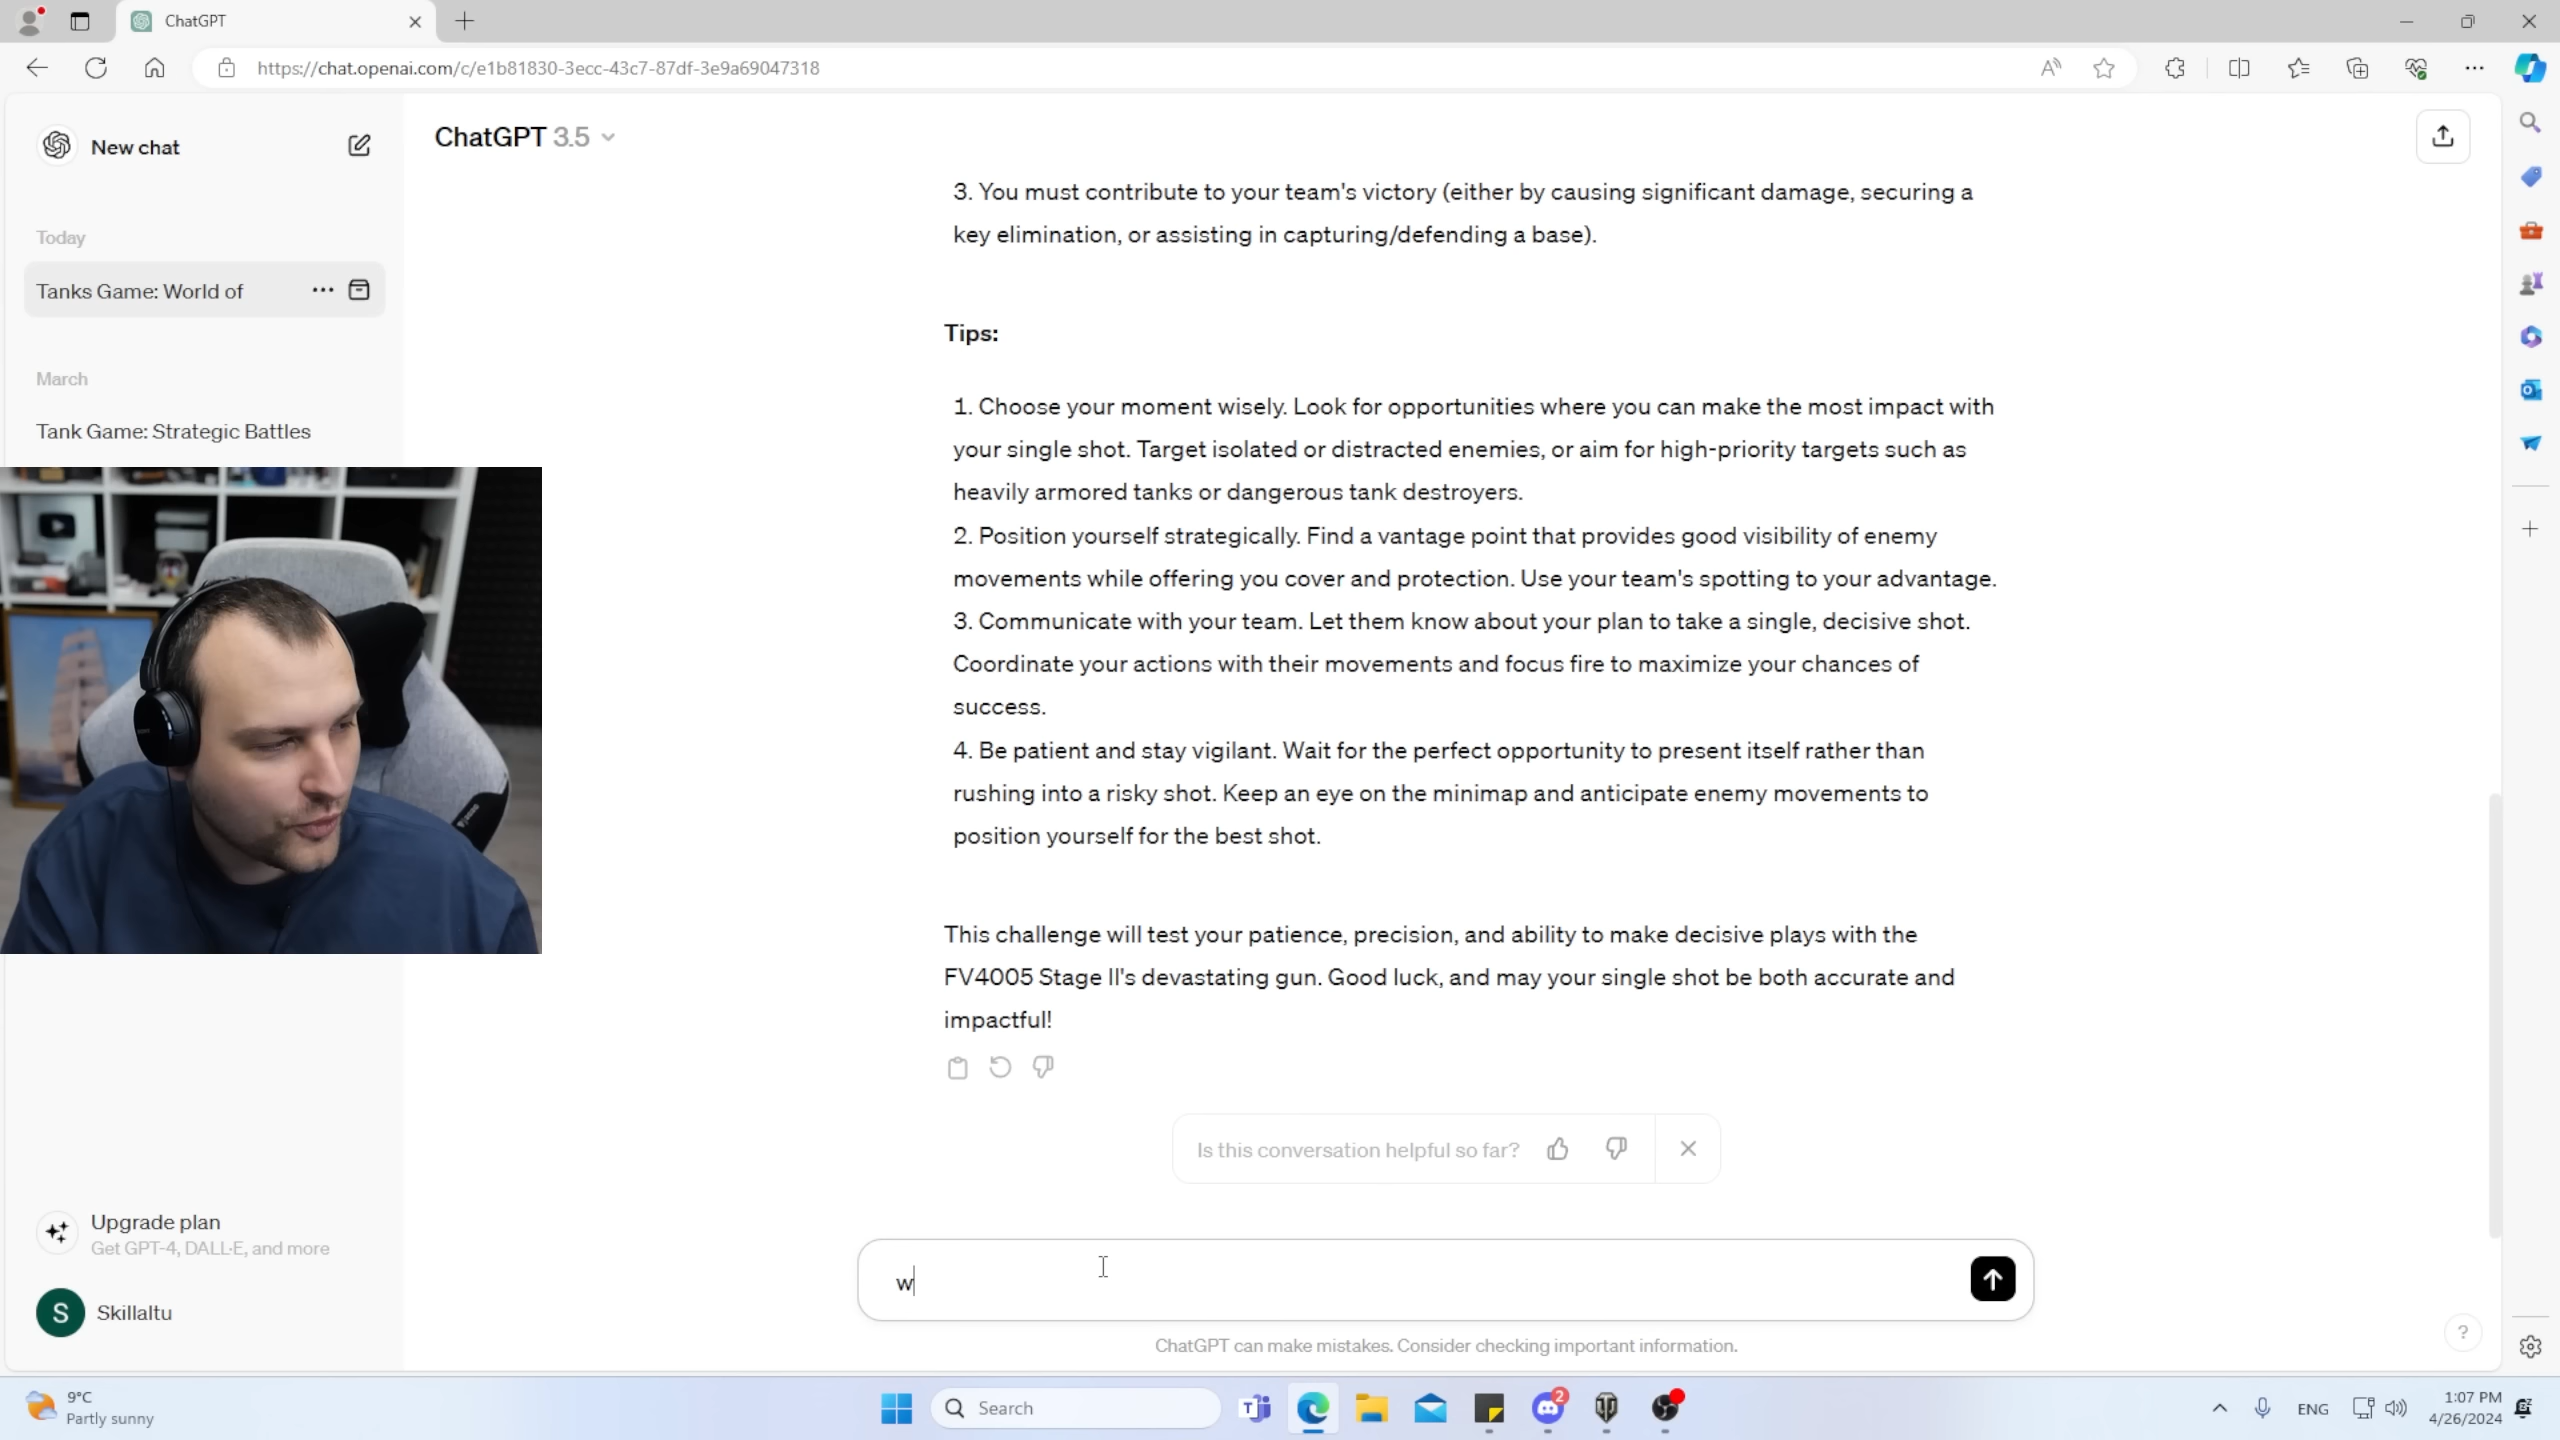 ChatGPT
https://chat.openai.com/c/e1b81830-3ecc-43c7-87df-3e9a69047318
New chat
ChatGPT 3.5
Today
Tanks Game: World of
March
Tank Game: Strategic Battles
3. You must contribute to your team's victory (either by causing significant damage, securing a
key elimination, or assisting in capturing/defending a base).
Tips:
1. Choose your moment wisely. Look for opportunities where you can make the most impact with
your single shot. Target isolated or distracted enemies, or aim for high-priority targets such as
heavily armored tanks or dangerous tank destroyers.
2. Position yourself strategically. Find a vantage point that provides good visibility of enemy
movements while offering you cover and protection. Use your team's spotting to your advantage.
3. Communicate with your team. Let them know about your plan to take a single, decisive shot.
Coordinate your actions with their movements and focus fire to maximize your chances of
success.
4. Be patient and stay vigilant. Wait for the perfect opportunity to present itself rather than
rushing into a risky shot. Keep an eye on the minimap and anticipate enemy movements to
position yourself for the best shot.
This challenge will test your patience, precision, and ability to make decisive plays with the
FV4005 Stage II's devastating gun. Good luck, and may your single shot be both accurate and
impactful!
Is this conversation helpful so far?
Upgrade plan
Get GPT-4, DALL·E, and more
S
Skillaltu
w
ChatGPT can make mistakes. Consider checking important information.
?
9°C
Partly sunny
Search
2
ENG
1:07 PM
4/26/2024